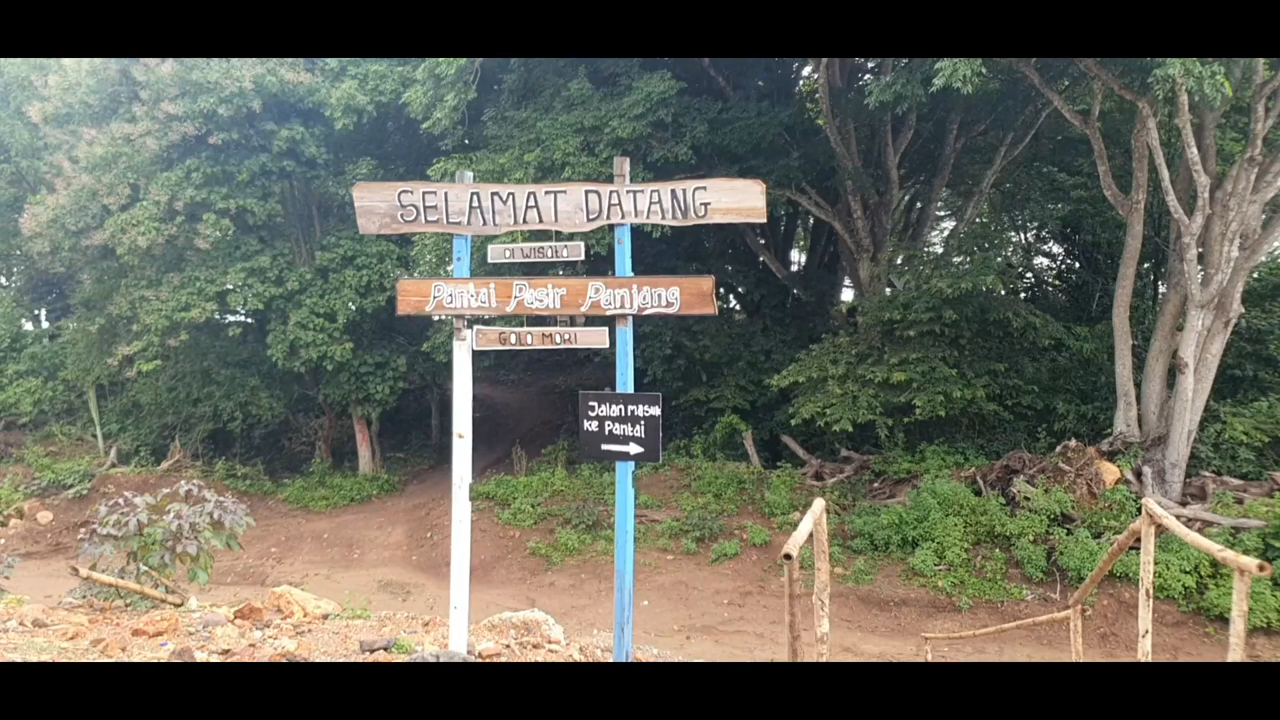 SELAMAT DATANG
DI WISAtA
Pantai Pasir Panjang
GOLO MORI
Jalan masuk
ke Pantai